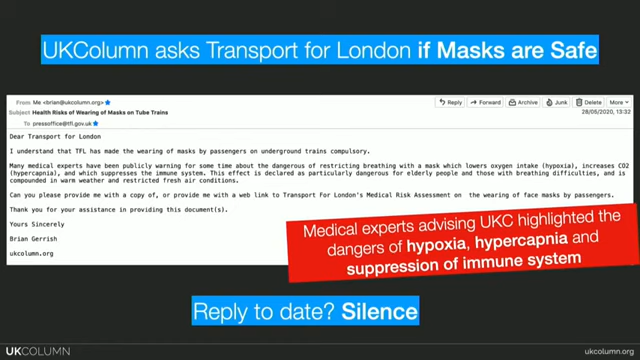 UKColumn asks Transport for London if Masks are Safe
From Me <brian@ukcolumn.org>
Reply Forward Archive Junk Delete More
Subject Health Risks of Wearing of Masks on Tube Trains
28/05/2020, 13:32
To pressoffice@tfl.gov.uk
Dear Transport for London
I understand that TFL has made the wearing of masks by passengers on underground trains compulsory.
Many medical experts have been publicly warning for some time about the dangerous of restricting breathing with a mask which lowers oxygen intake (hypoxia), increases CO2
(hypercapnia), and which suppresses the immune system. This effect is declared as particularly dangerous for elderly people and those with breathing difficulties, and is
compounded in warm weather and restricted fresh air conditions.
Can you please provide me with a copy of, or provide me with a web link to Transport For London's Medical Risk Assessment on the wearing of face masks by passengers.
Thank you for your assistance in providing this document(s).
Yours Sincerely
Brian Gerrish
ukcolumn.org
Medical experts advising UKC highlighted the
dangers of hypoxia, hypercapnia and
suppression of immune system
Reply to date? Silence
UKCOLUMN
ukcolumn.org